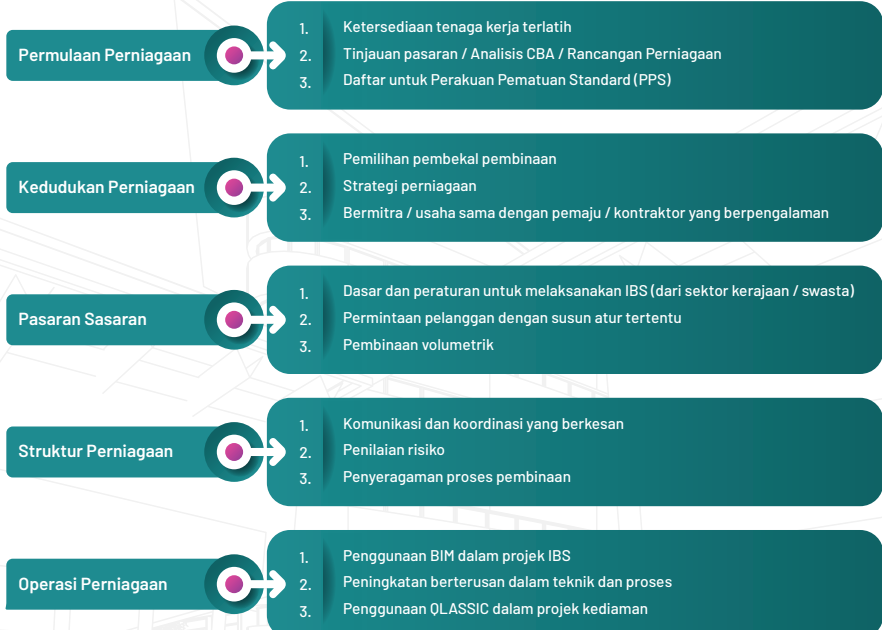 Permulaan Perniagaan
1. Ketersediaan tenaga kerja terlatih
2. Tinjauan pasaran / Analisis CBA / Rancangan Perniagaan
3. Daftar untuk Perakuan Pematuan Standard (PPS)
Kedudukan Perniagaan
1. Pemilihan pembekal pembinaan
2. Strategi perniagaan
3. Bermitra / usaha sama dengan pemaju / kontraktor yang berpengalaman
Pasaran Sasaran
1. Dasar dan peraturan untuk melaksanakan IBS (dari sektor kerajaan / swasta)
2. Permintaan pelanggan dengan susun atur tertentu
3. Pembinaan volumetrik
Struktur Perniagaan
1. Komunikasi dan koordinasi yang berkesan
2. Penilaian risiko
3. Penyeragaman proses pembinaan
Operasi Perniagaan
1. Penggunaan BIM dalam projek IBS
2. Peningkatan berterusan dalam teknik dan proses
3. Penggunaan QLASSIC dalam projek kediaman